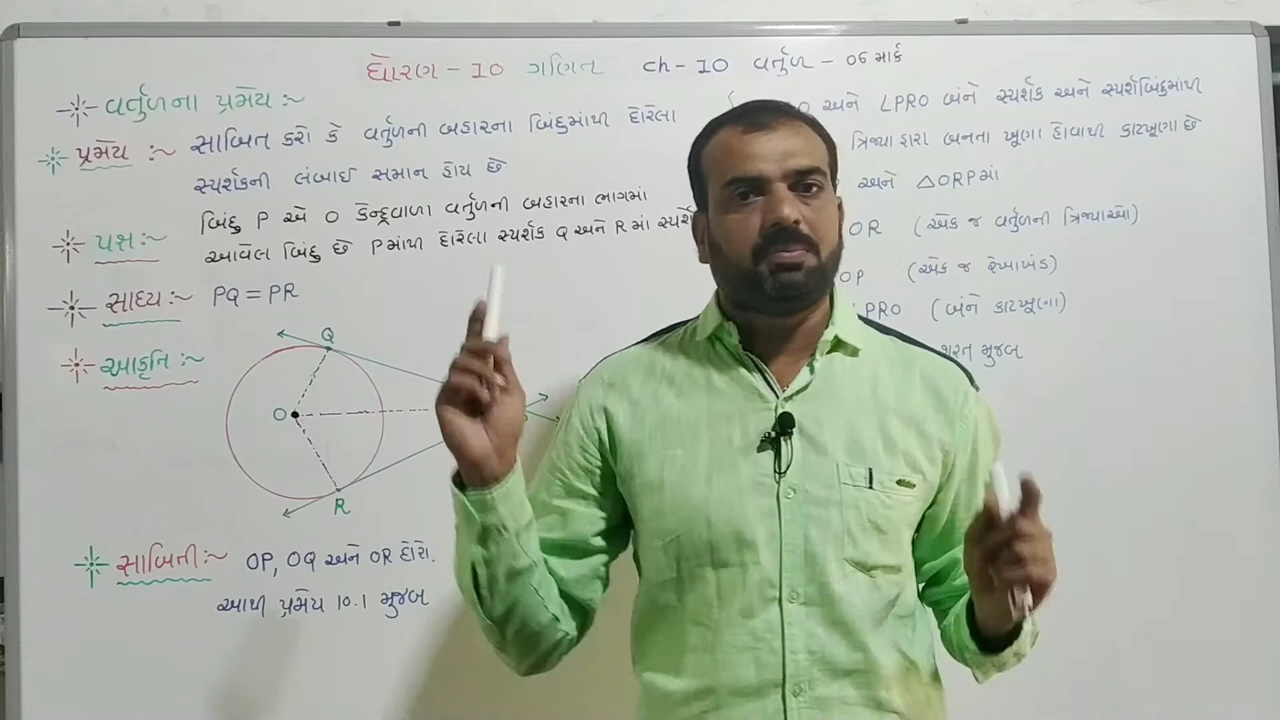 ધોરણ - 10 ગણિત ch - 10 વર્તુળ - 06 માર્ક
વર્તુળના પ્રમેય :~
પ્રમેય :~ સાબિત કરો કે વર્તુળની બહારના બિંદુમાંથી દોરેલા
સ્પર્શકની લંબાઈ સમાન હોય છે
પક્ષ :~ બિંદુ P એ O કેન્દ્રવાળા વર્તુળની બહારના ભાગમાં
આવેલ બિંદુ છે P માંથી દોરેલા સ્પર્શક Q અને R માં સ્પર્શે
સાધ્ય :~ PQ = PR
આકૃતિ :~
Q
O
R
સાબિતી :~ OP, OQ અને OR દોરો.
આથી પ્રમેય 10.1 મુજબ
અને ∠PRO બંને સ્પર્શક અને સ્પર્શબિંદુમાંથી
ત્રિજ્યા દ્વારા બનતા ખૂણા હોવાથી કાટખૂણા છે
અને △ORP માં
OR (એક જ વર્તુળની ત્રિજ્યાઓ)
OP (એક જ રેખાખંડ)
PRO (બંને કાટખૂણા)
શરત મુજબ